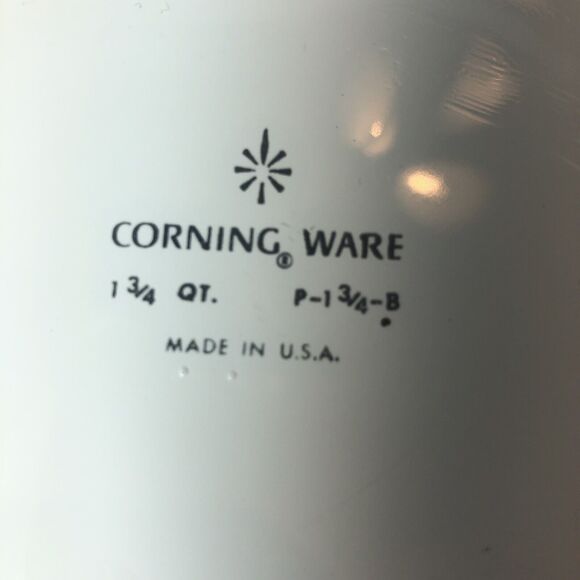 CORNING® WARE
1 3/4 QT. P-1 3/4-B
MADE IN U.S.A.